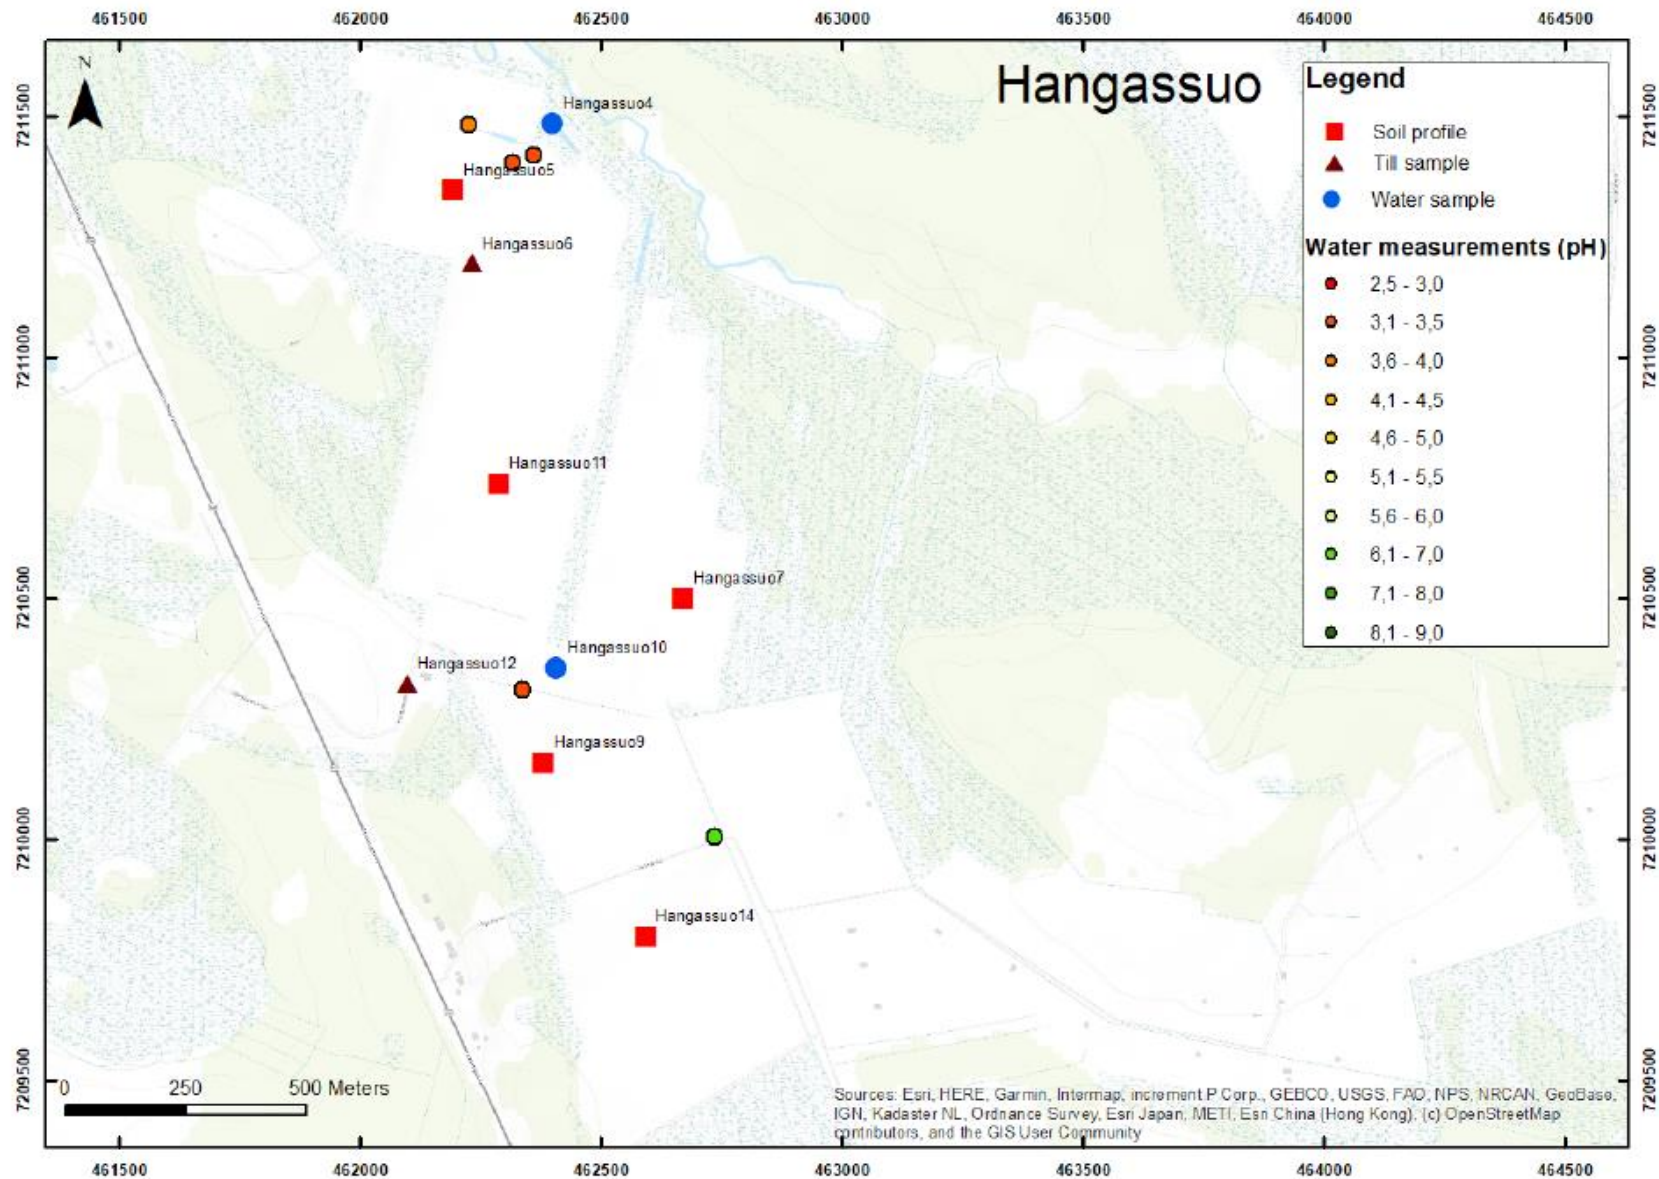 461500 462000 462500 463000 463500 464000 464500
Hangassuo
N
7211500
7211000
7210500
7210000
7209500
Hangassuo4
Hangassuo5
Hangassuo6
Hangassuo11
Hangassuo7
Hangassuo10
Hangassuo12
Hangassuo9
Hangassuo14
Legend
Soil profile
Till sample
Water sample
Water measurements (pH)
2,5 - 3,0
3,1 - 3,5
3,6 - 4,0
4,1 - 4,5
4,6 - 5,0
5,1 - 5,5
5,6 - 6,0
6,1 - 7,0
7,1 - 8,0
8,1 - 9,0
7211500
7211000
7210500
7210000
7209500
0 250 500 Meters
Sources: Esri, HERE, Garmin, Intermap, increment P Corp., GEBCO, USGS, FAO, NPS, NRCAN, GeoBase,
IGN, Kadaster NL, Ordnance Survey, Esri Japan, METI, Esri China (Hong Kong), (c) OpenStreetMap
contributors, and the GIS User Community
461500 462000 462500 463000 463500 464000 464500